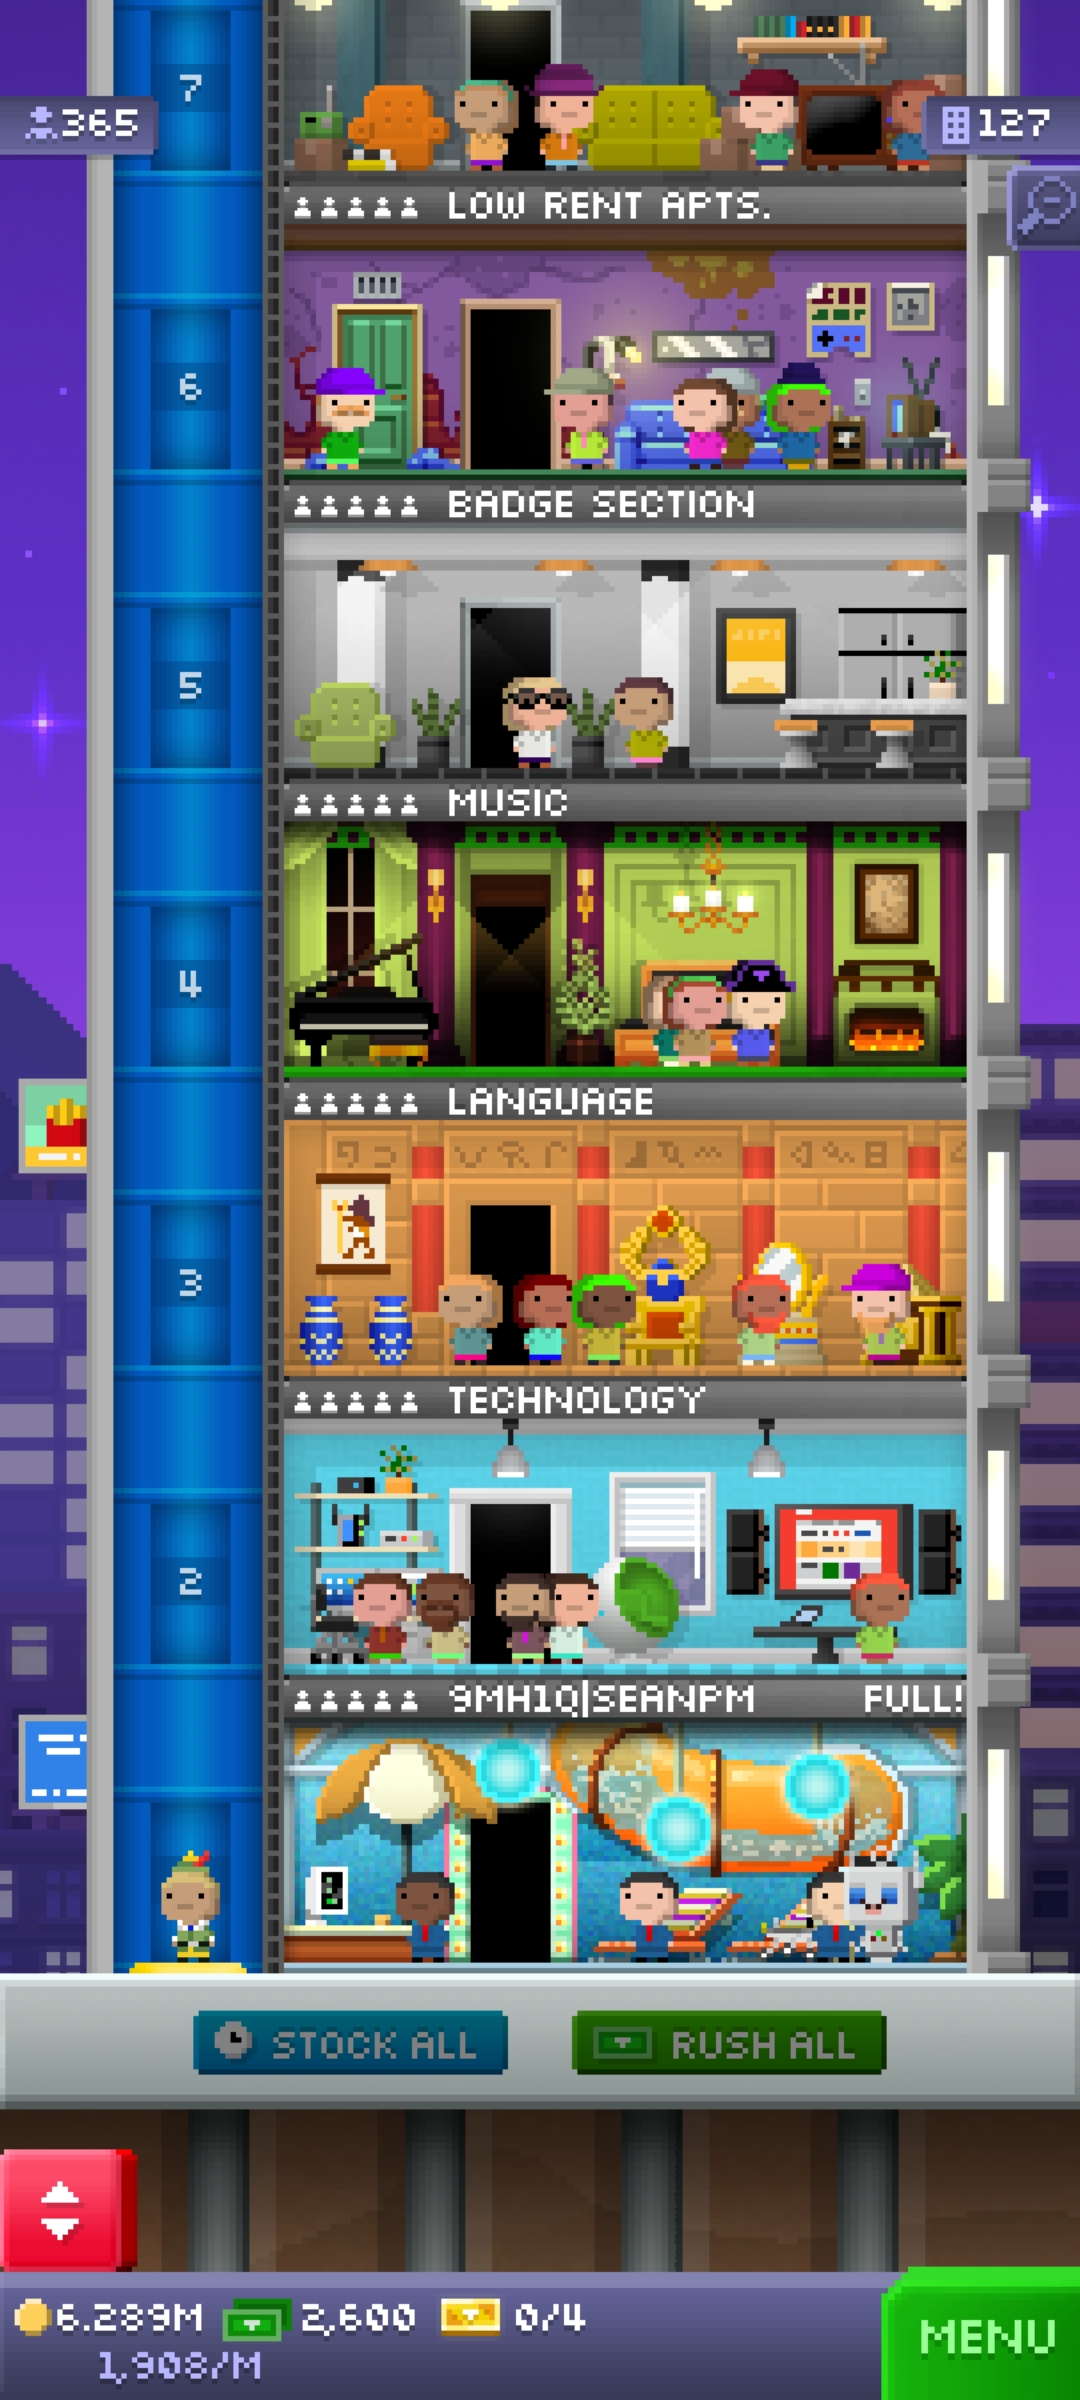 7
365
127
LOW RENT APTS.
6
BADGE SECTION
5
MUSIC
4
LANGUAGE
3
TECHNOLOGY
2
9MH1Q|SEANPM FULL!
STOCK ALL
RUSH ALL
6.289M 2,600 0/4
1,908/M
MENU